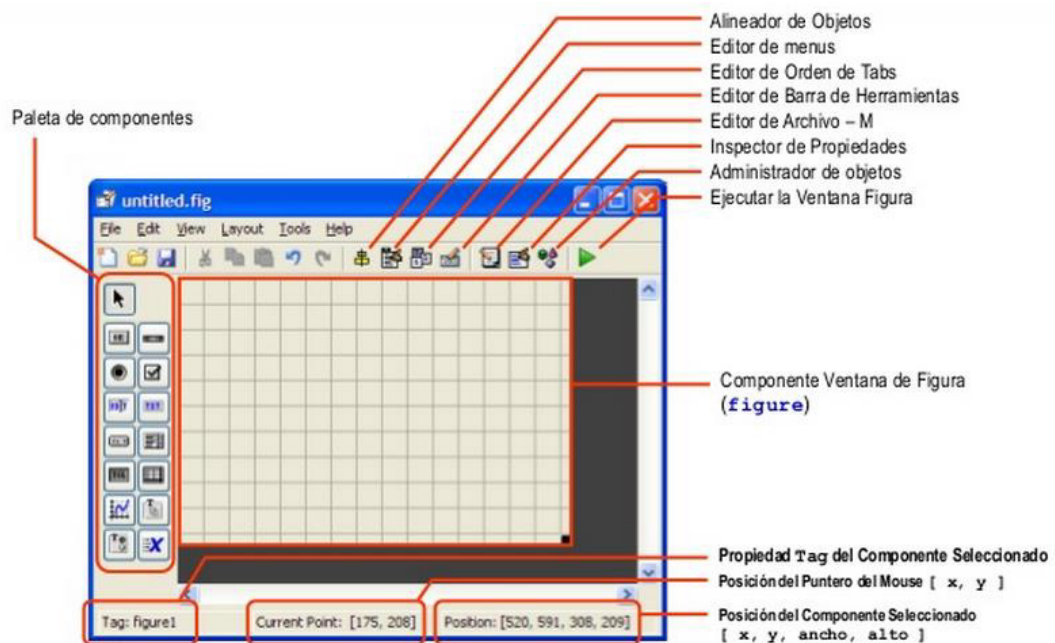 Alineador de Objetos
Editor de menus
Editor de Orden de Tabs
Editor de Barra de Herramientas
Editor de Archivo – M
Inspector de Propiedades
Administrador de objetos
Ejecutar la Ventana Figura
Paleta de componentes
untitled.fig
File Edit View Layout Tools Help
Componente Ventana de Figura
(figure)
Propiedad Tag del Componente Seleccionado
Posición del Puntero del Mouse [ x, y ]
Posición del Componente Seleccionado
[ x, y, ancho, alto ]
Tag: figure1 Current Point: [175, 208] Position: [520, 591, 308, 209]